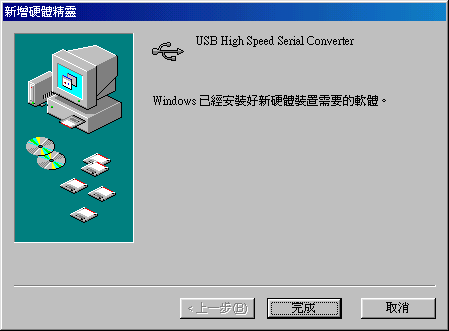 新增硬體精靈
USB High Speed Serial Converter
Windows 已經安裝好新硬體裝置需要的軟體。
<上一步(B)
完成
取消